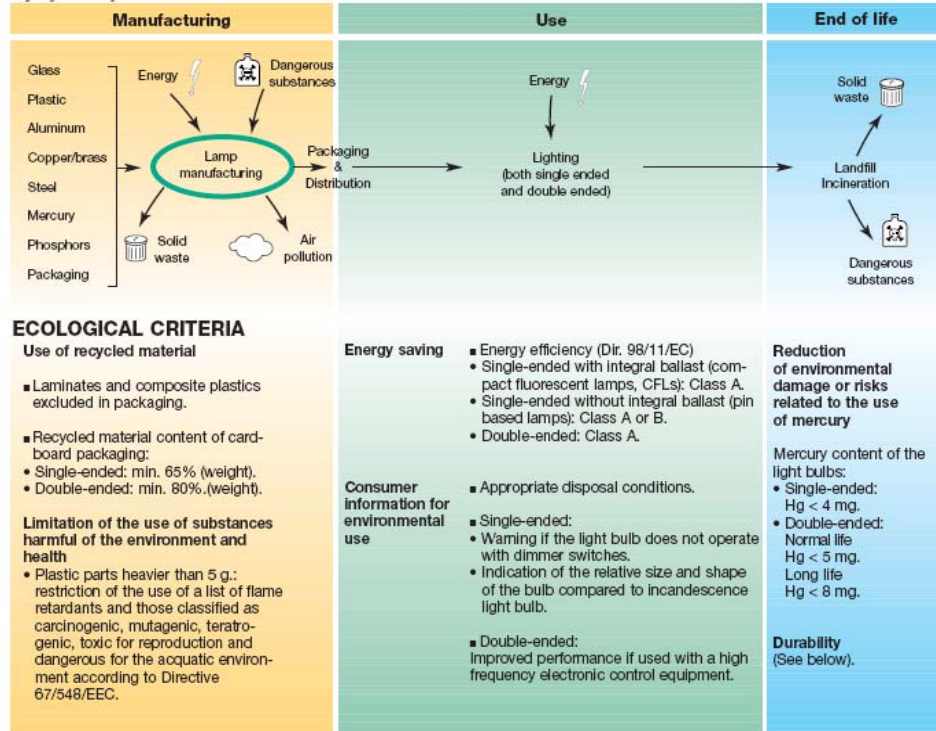 Manufacturing
Use
End of life
Glass
Plastic
Aluminum
Copper/brass
Steel
Mercury
Phosphors
Packaging
Energy
Dangerous
substances
Lamp
manufacturing
Solid
waste
Air
pollution
Packaging
&
Distribution
Energy
Lighting
(both single ended
and double ended)
Solid
waste
Landfill
Incineration
Dangerous
substances
ECOLOGICAL CRITERIA
Use of recycled material
■ Laminates and composite plastics
excluded in packaging.
■ Recycled material content of card-
board packaging:
• Single-ended: min. 65% (weight).
• Double-ended: min. 80%.(weight).
Limitation of the use of substances
harmful of the environment and
health
• Plastic parts heavier than 5 g.:
restriction of the use of a list of flame
retardants and those classified as
carcinogenic, mutagenic, teratro-
genic, toxic for reproduction and
dangerous for the acquatic environ-
ment according to Directive
67/548/EEC.
Energy saving
■ Energy efficiency (Dir. 98/11/EC)
• Single-ended with integral ballast (com-
pact fluorescent lamps, CFLs): Class A.
• Single-ended without integral ballast (pin
based lamps): Class A or B.
• Double-ended: Class A.
Consumer
information for
environmental
use
■ Appropriate disposal conditions.
■ Single-ended:
• Warning if the light bulb does not operate
with dimmer switches.
• Indication of the relative size and shape
of the bulb compared to incandescence
light bulb.
■ Double-ended:
Improved performance if used with a high
frequency electronic control equipment.
Reduction
of environmental
damage or risks
related to the use
of mercury
Mercury content of the
light bulbs:
• Single-ended:
Hg < 4 mg.
• Double-ended:
Normal life
Hg < 5 mg.
Long life
Hg < 8 mg.
Durability
(See below).